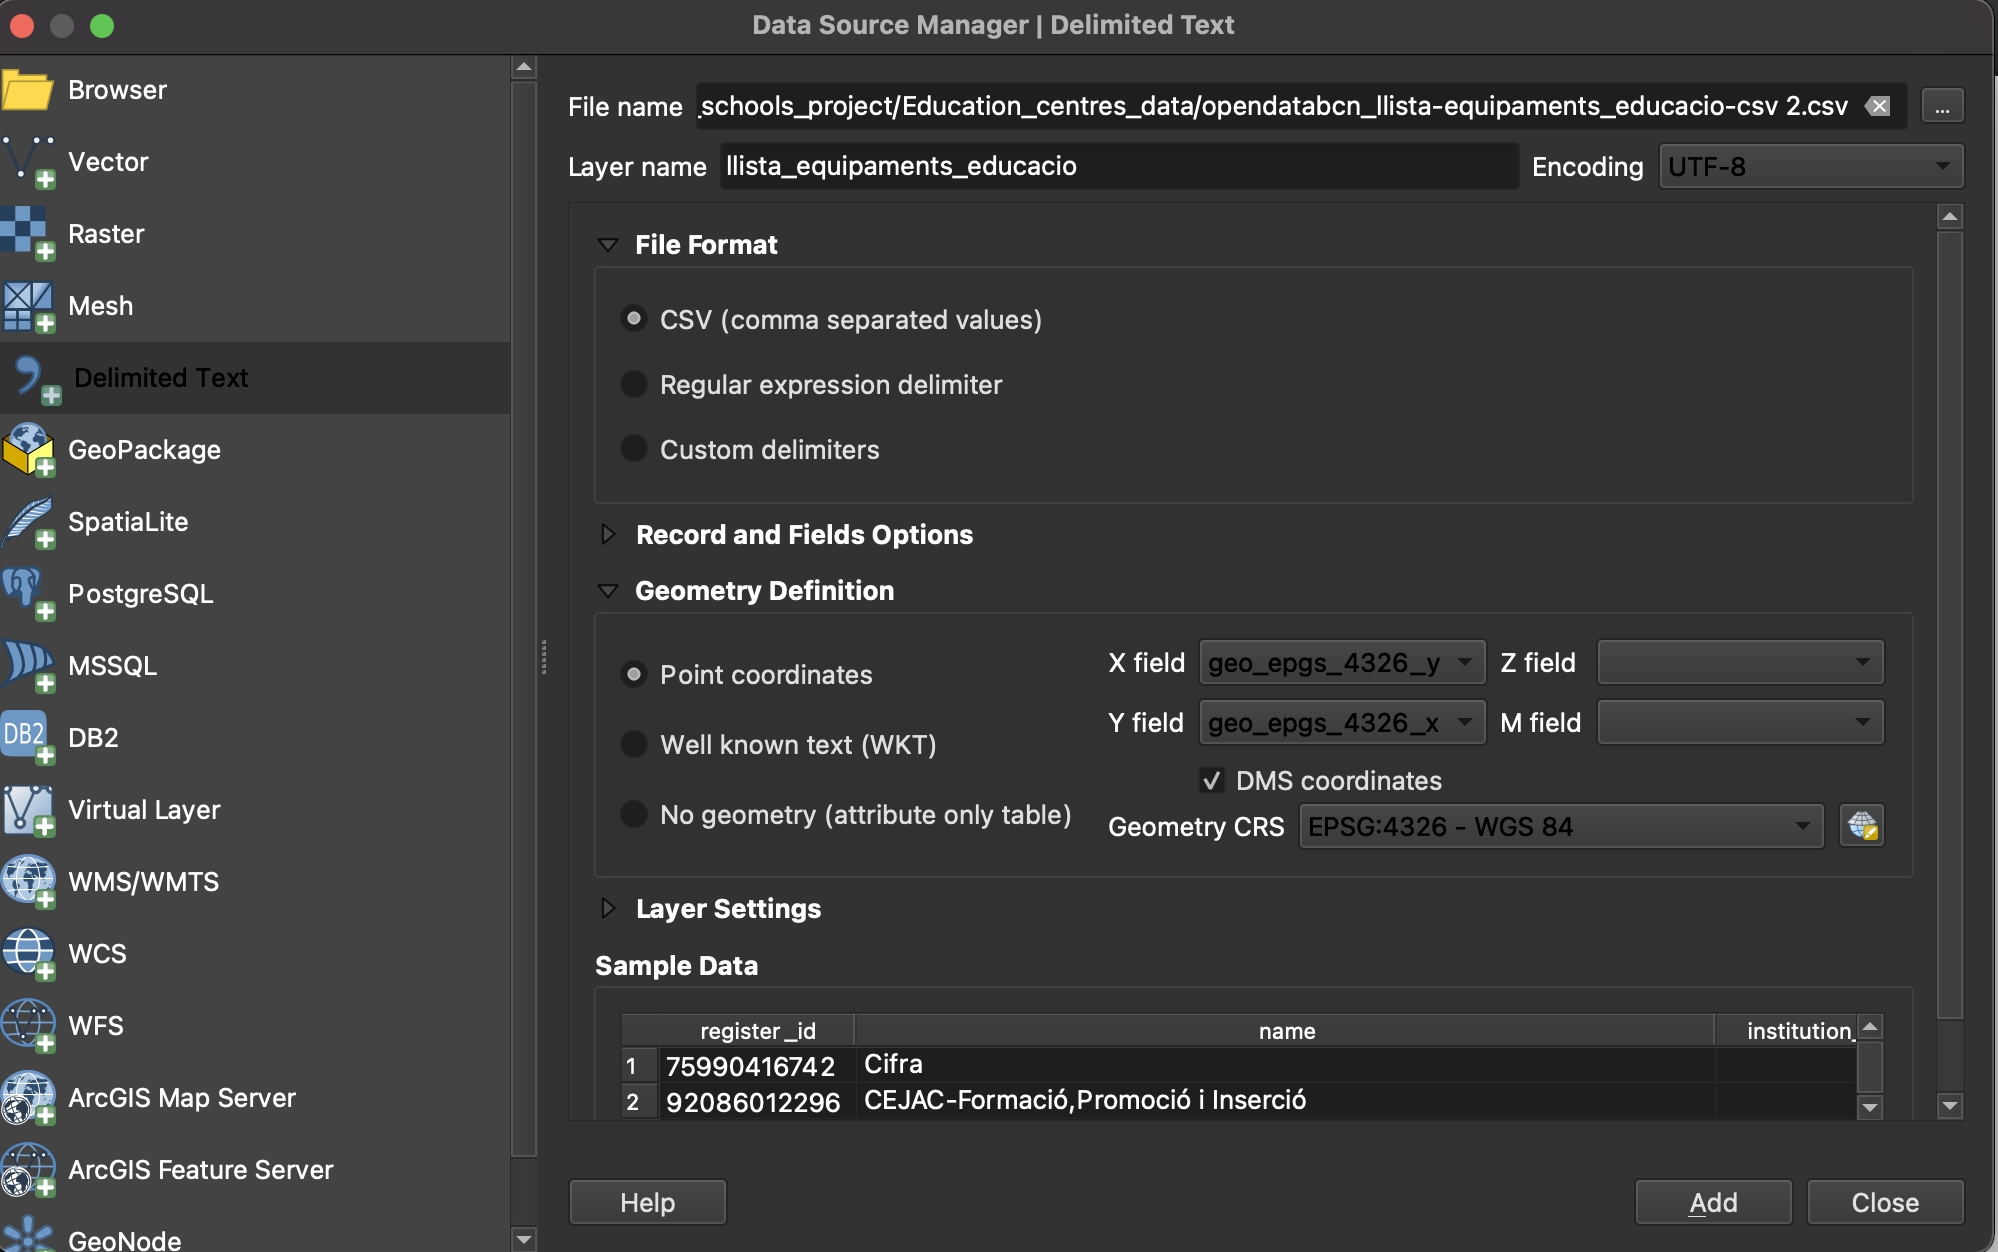 Data Source Manager | Delimited Text
Browser
Vector
Raster
Mesh
Delimited Text
GeoPackage
SpatiaLite
PostgreSQL
MSSQL
DB2
DB2
Virtual Layer
WMS/WMTS
WCS
WFS
ArcGIS Map Server
ArcGIS Feature Server
GeoNode
File name _schools_project/Education_centres_data/opendatabcn_llista-equipaments_educacio-csv 2.csv ...
Layer name llista_equipaments_educacio Encoding UTF-8
File Format
CSV (comma separated values)
Regular expression delimiter
Custom delimiters
Record and Fields Options
Geometry Definition
Point coordinates
Well known text (WKT)
No geometry (attribute only table)
X field geo_epgs_4326_y Z field
Y field geo_epgs_4326_x M field
DMS coordinates
Geometry CRS EPSG:4326 - WGS 84
Layer Settings
Sample Data
register _id name institution_
1 75990416742 Cifra
2 92086012296 CEJAC-Formació,Promoció i Inserció
Help Add Close